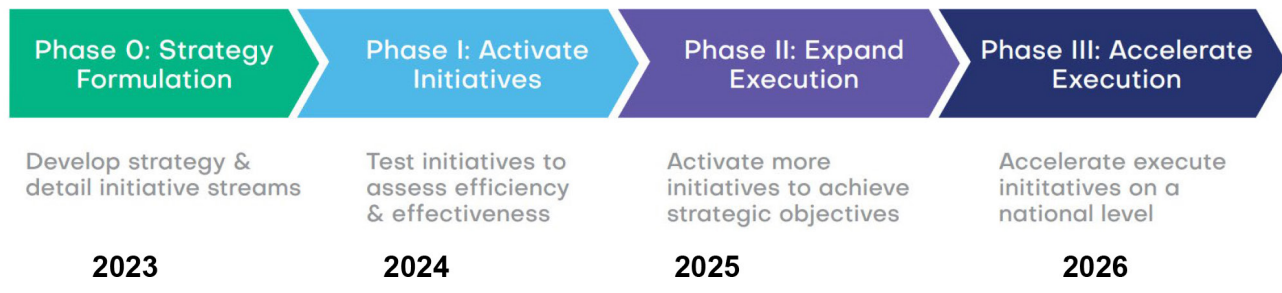 Phase 0: Strategy
Formulation
Phase I: Activate
Initiatives
Phase II: Expand
Execution
Phase III: Accelerate
Execution
Develop strategy &
detail initiative streams
Test initiatives to
assess efficiency
& effectiveness
Activate more
initiatives to achieve
strategic objectives
Accelerate execute
inititatives on a
national level
2023
2024
2025
2026